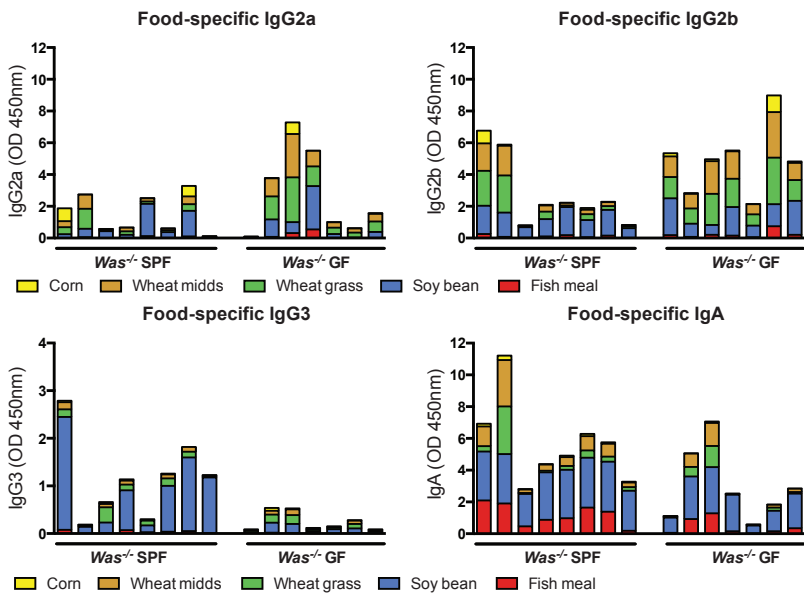 Food-specific IgG2a
IgG2a (OD 450nm)
12
10
8
6
4
2
0
Was-/- SPF
Was-/- GF
Food-specific IgG2b
IgG2b (OD 450nm)
12
10
8
6
4
2
0
Was-/- SPF
Was-/- GF
Corn Wheat midds Wheat grass Soy bean Fish meal
Food-specific IgG3
IgG3 (OD 450nm)
4
3
2
1
0
Was-/- SPF
Was-/- GF
Food-specific IgA
IgA (OD 450nm)
12
10
8
6
4
2
0
Was-/- SPF
Was-/- GF
Corn Wheat midds Wheat grass Soy bean Fish meal